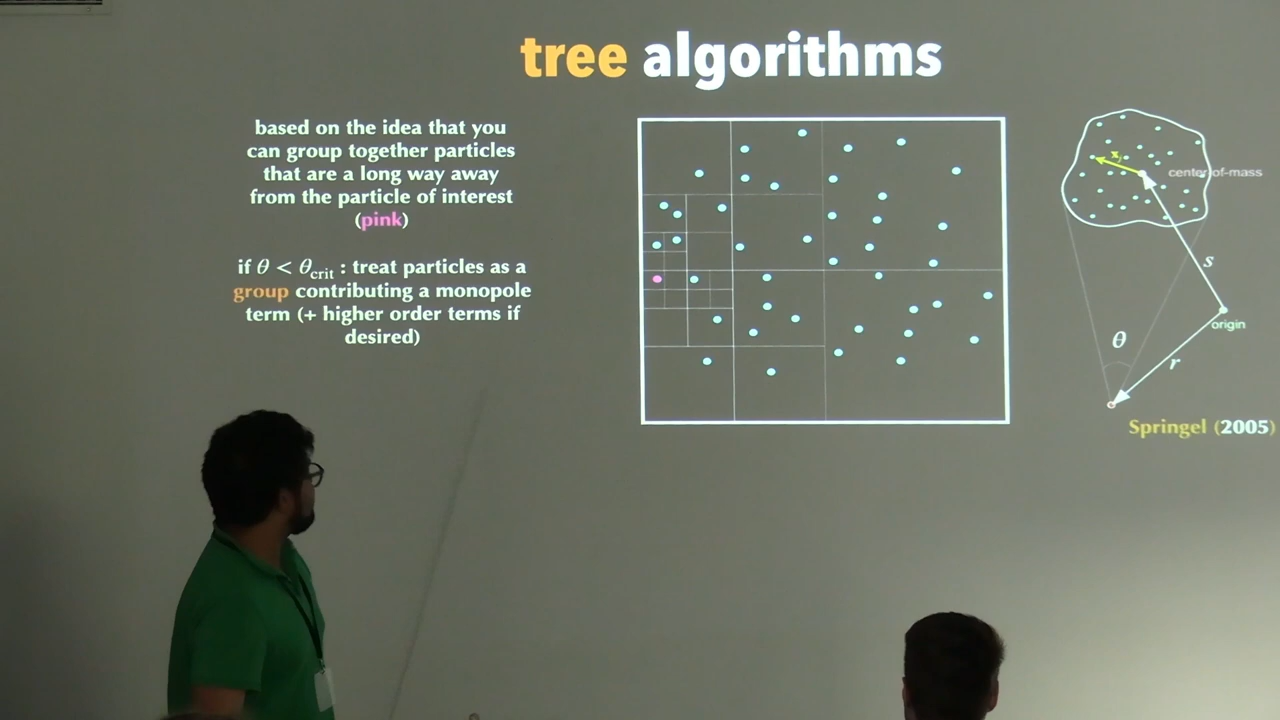 tree algorithms
based on the idea that you
can group together particles
that are a long way away
from the particle of interest
(pink)
if θ < θcrit : treat particles as a
group contributing a monopole
term (+ higher order terms if
desired)
center-of-mass
s
origin
θ
r
Springel (2005)